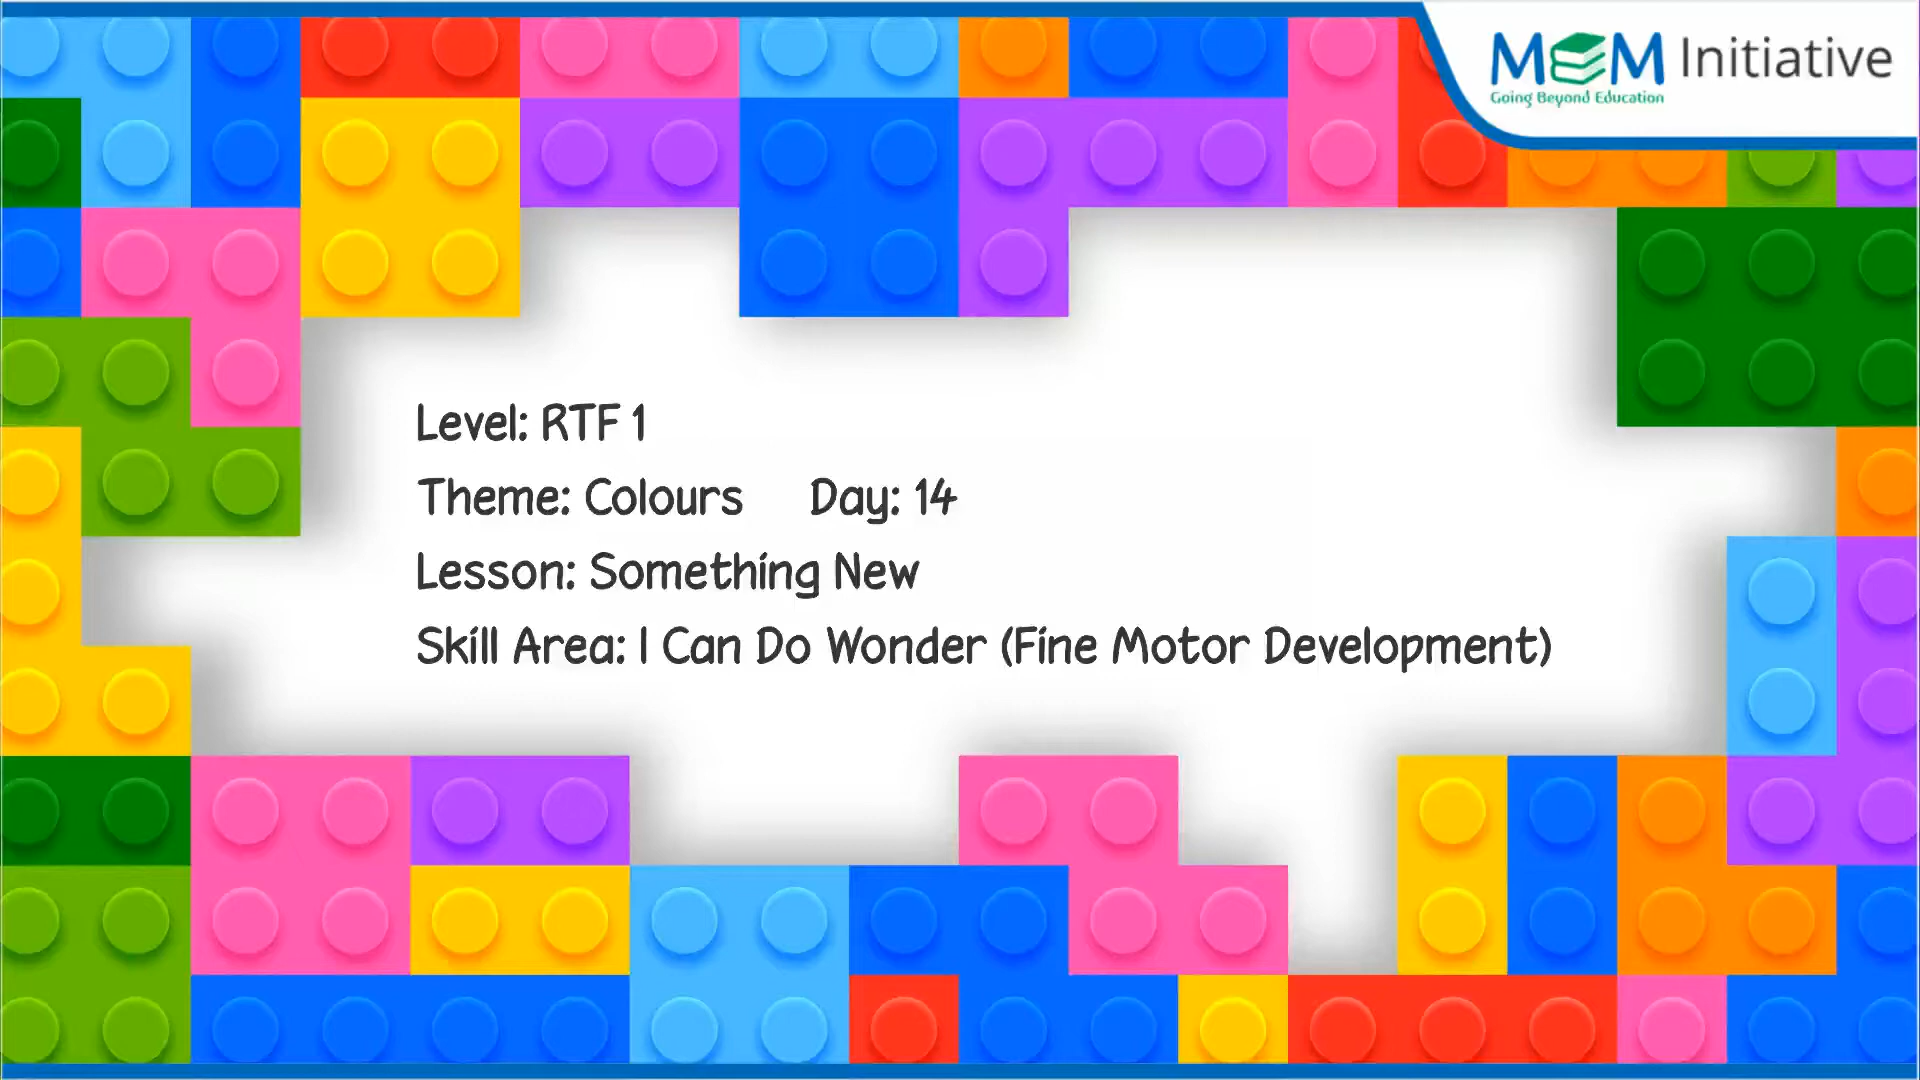 MEM Initiative
Going Beyond Education
Level: RTF 1
Theme: Colours Day: 14
Lesson: Something New
Skill Area: I Can Do Wonder (Fine Motor Development)